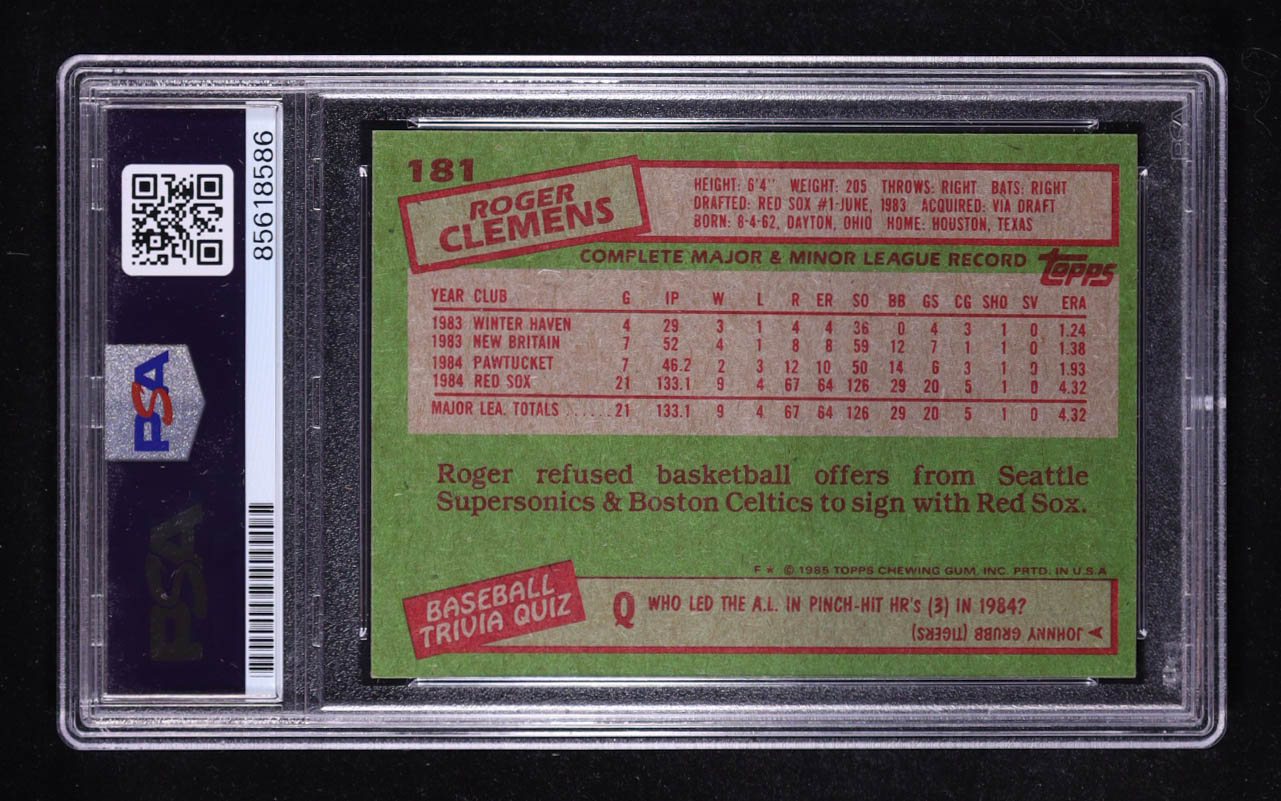 85618586
PSA
PSA
181
ROGER
CLEMENS
HEIGHT: 6'4" WEIGHT: 205 THROWS: RIGHT BATS: RIGHT
DRAFTED: RED SOX #1-JUNE, 1983 ACQUIRED: VIA DRAFT
BORN: 8-4-62, DAYTON, OHIO HOME: HOUSTON, TEXAS
COMPLETE MAJOR & MINOR LEAGUE RECORD topps
YEAR CLUB G IP W L R ER SO BB GS CG SHO SV ERA
1983 WINTER HAVEN 4 29 3 1 4 4 36 0 4 3 1 0 1.24
1983 NEW BRITAIN 7 52 4 1 8 8 59 12 7 1 1 0 1.38
1984 PAWTUCKET 7 46.2 2 3 12 10 50 14 6 3 1 0 1.93
1984 RED SOX 21 133.1 9 4 67 64 126 29 20 5 1 0 4.32
MAJOR LEA. TOTALS ......21 133.1 9 4 67 64 126 29 20 5 1 0 4.32
Roger refused basketball offers from Seattle
Supersonics & Boston Celtics to sign with Red Sox.
F * © 1985 TOPPS CHEWING GUM, INC. PRTD. IN U.S.A
BASEBALL
TRIVIA QUIZ
Q WHO LED THE A.L. IN PINCH-HIT HR'S (3) IN 1984?
A JOHNNY GRUBB (TIGERS)